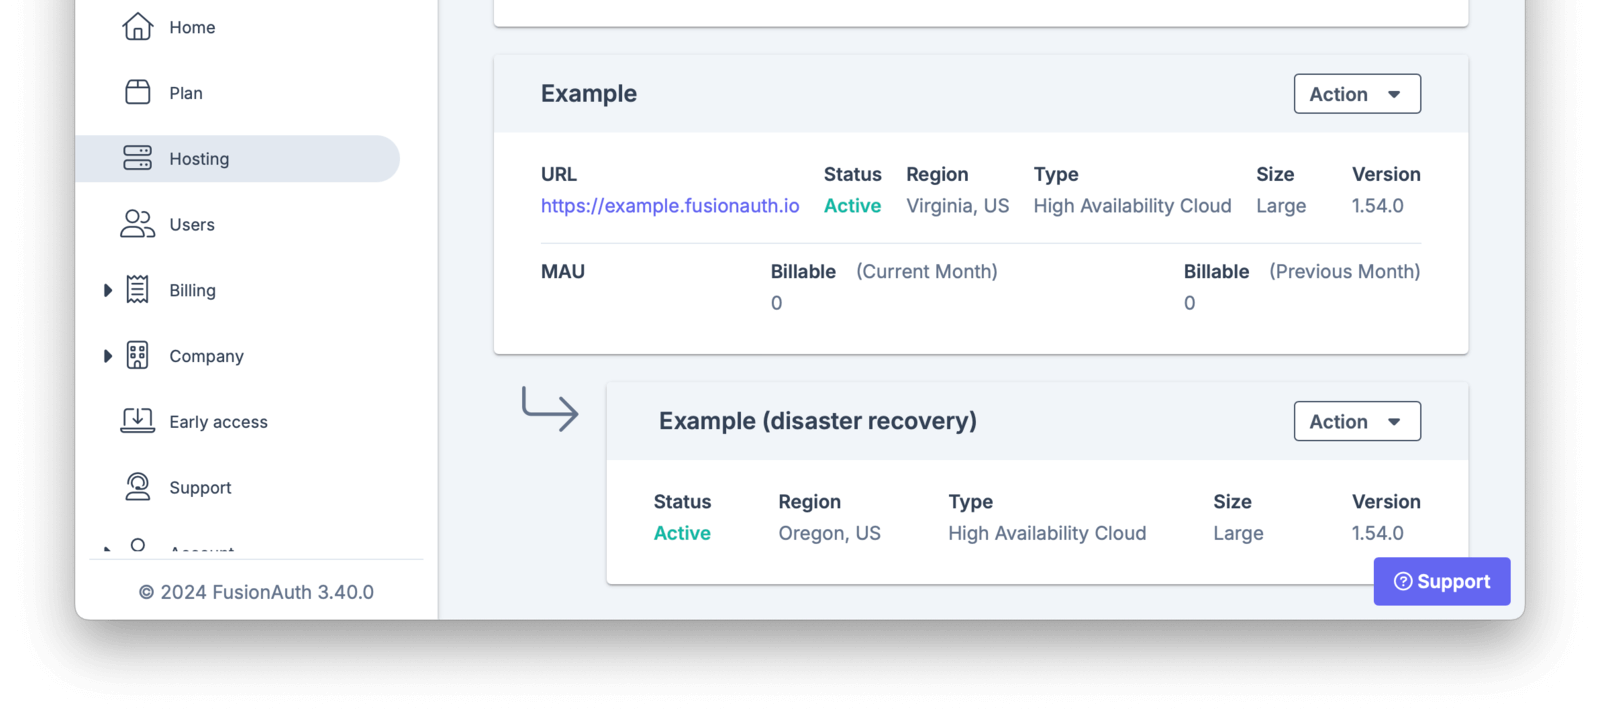 Home
Plan
Hosting
Users
Billing
Company
Early access
Support
Account
© 2024 FusionAuth 3.40.0
Example
Action
URL Status Region Type Size Version
https://example.fusionauth.io Active Virginia, US High Availability Cloud Large 1.54.0
MAU Billable (Current Month) Billable (Previous Month)
0 0
Example (disaster recovery)
Action
Status Region Type Size Version
Active Oregon, US High Availability Cloud Large 1.54.0
Support